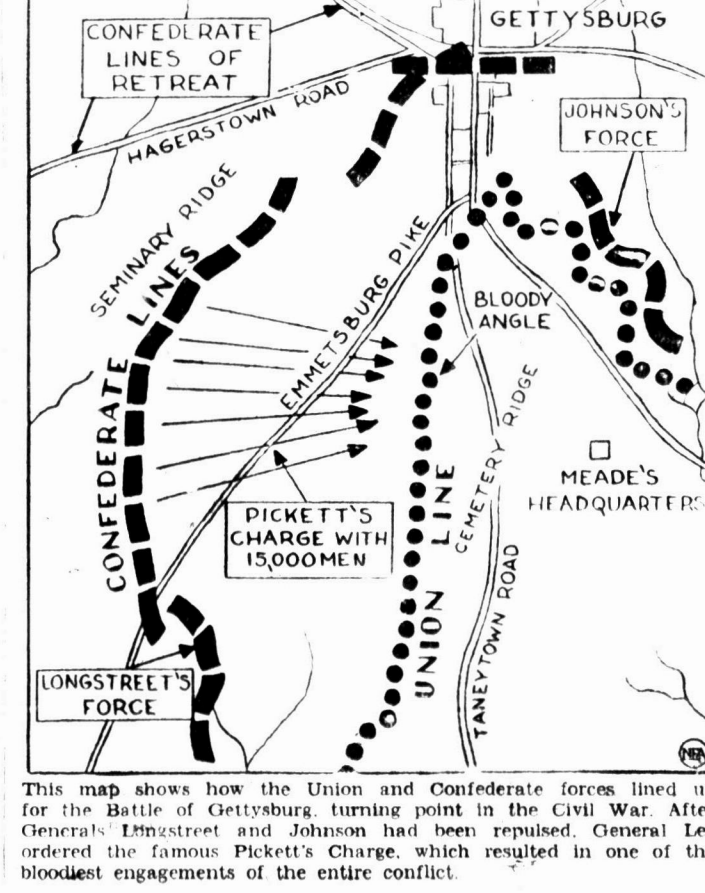 GETTYSBURG
CONFEDERATE
LINES OF
RETREAT
HAGERSTOWN ROAD
JOHNSON'S
FORCE
SEMINARY RIDGE
CONFEDERATE LINES
EMMETSBURG PIKE
BLOODY
ANGLE
CEMETERY RIDGE
MEADE'S
HEADQUARTERS
PICKETT'S
CHARGE WITH
15,000 MEN
UNION LINE
TANEYTOWN ROAD
LONGSTREET'S
FORCE
NEA
This map shows how the Union and Confederate forces lined u
for the Battle of Gettysburg, turning point in the Civil War. Afte
Generals Longstreet and Johnson had been repulsed, General Le
ordered the famous Pickett's Charge, which resulted in one of th
bloodiest engagements of the entire conflict.